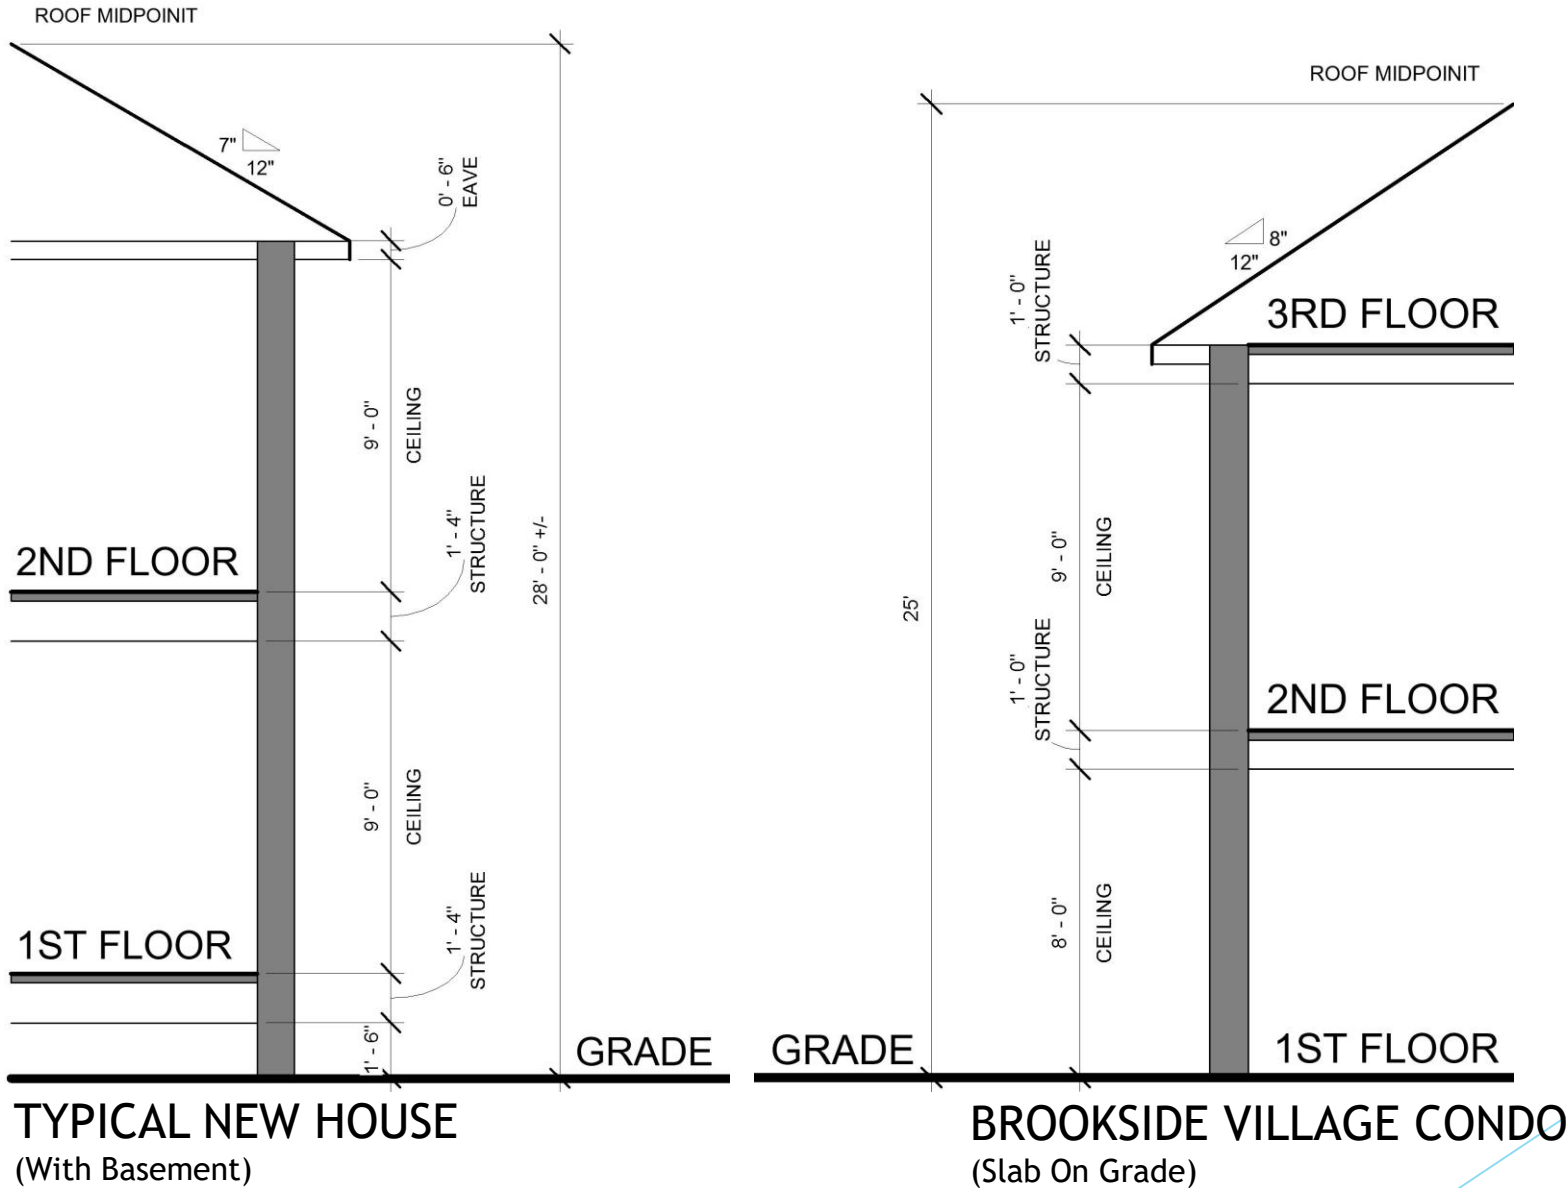 ROOF MIDPOINIT
7"
12"
0' - 6"
EAVE
9' - 0"
CEILING
1' - 4"
STRUCTURE
28' - 0" +/-
2ND FLOOR
9' - 0"
CEILING
1' - 4"
STRUCTURE
1ST FLOOR
1' - 6"
GRADE
TYPICAL NEW HOUSE
(With Basement)
ROOF MIDPOINIT
8"
12"
1' - 0"
STRUCTURE
3RD FLOOR
9' - 0"
CEILING
25'
1' - 0"
STRUCTURE
2ND FLOOR
8' - 0"
CEILING
GRADE
1ST FLOOR
BROOKSIDE VILLAGE CONDO
(Slab On Grade)